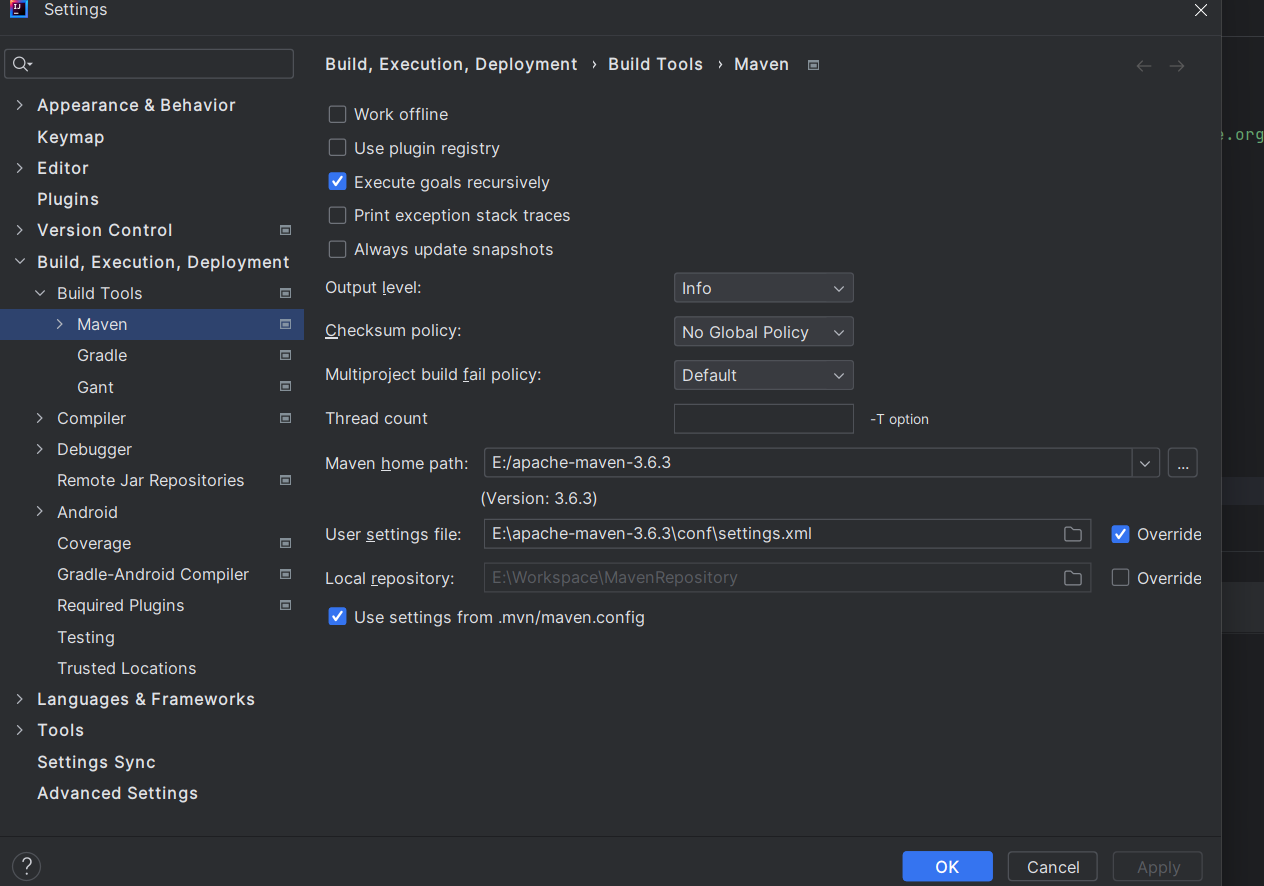 Settings
Build, Execution, Deployment › Build Tools › Maven
Appearance & Behavior
Keymap
Editor
Plugins
Version Control
Build, Execution, Deployment
Build Tools
Maven
Gradle
Gant
Compiler
Debugger
Remote Jar Repositories
Android
Coverage
Gradle-Android Compiler
Required Plugins
Testing
Trusted Locations
Languages & Frameworks
Tools
Settings Sync
Advanced Settings
Work offline
Use plugin registry
Execute goals recursively
Print exception stack traces
Always update snapshots
Output level: Info
Checksum policy: No Global Policy
Multiproject build fail policy: Default
Thread count -T option
Maven home path: E:/apache-maven-3.6.3 ...
(Version: 3.6.3)
User settings file: E:\apache-maven-3.6.3\conf\settings.xml Override
Local repository: E:\Workspace\MavenRepository Override
Use settings from .mvn/maven.config
e.org
? OK Cancel Apply